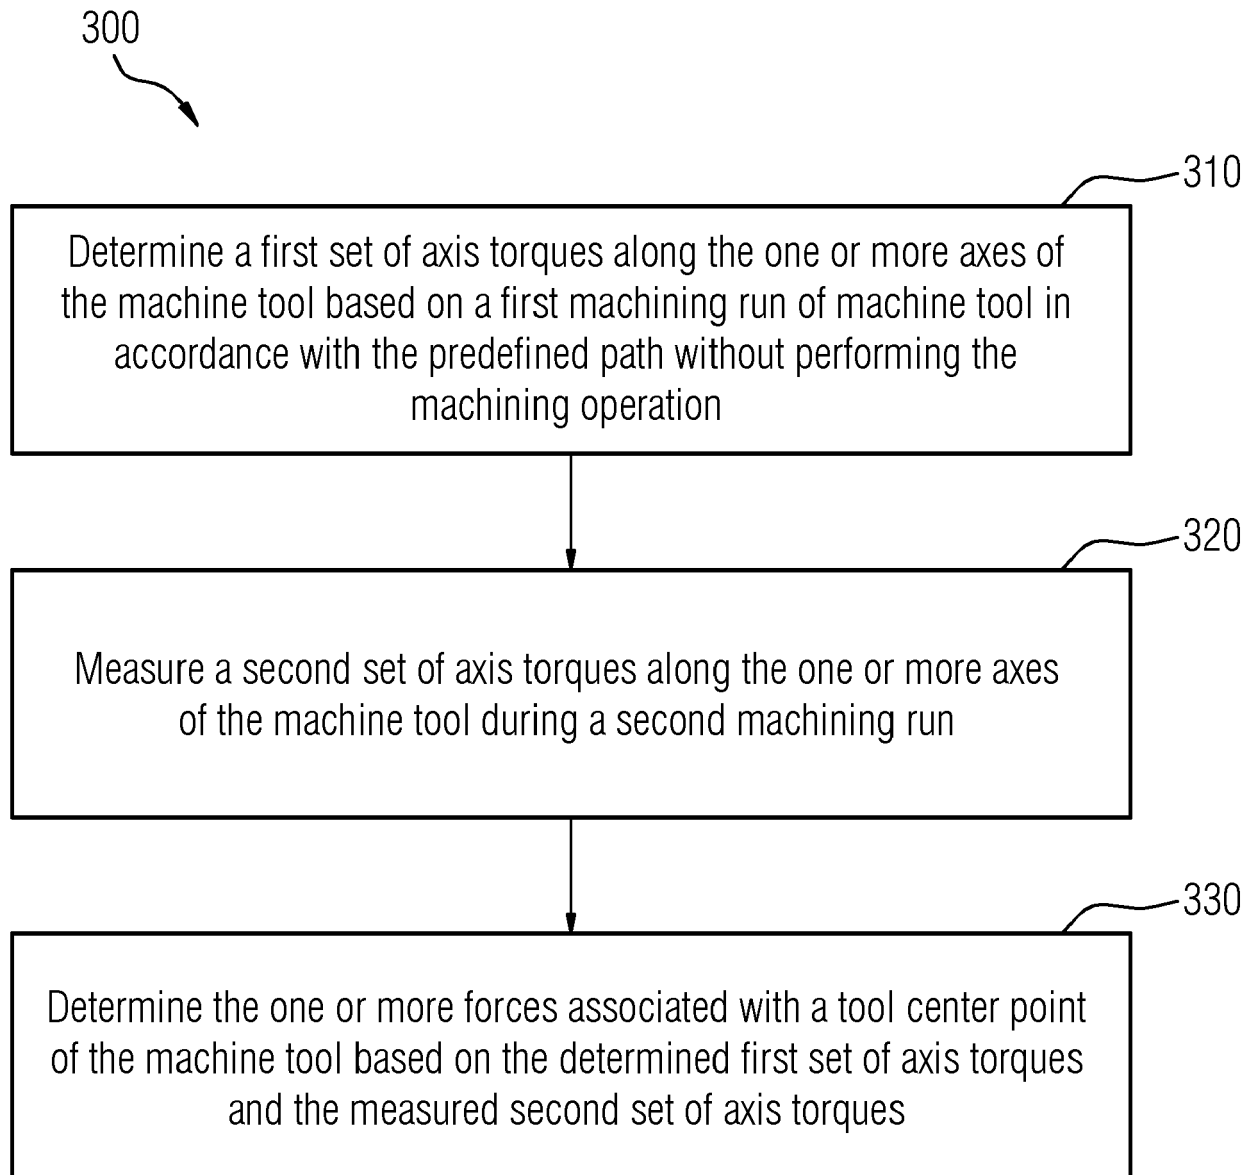 300
310
Determine a first set of axis torques along the one or more axes of
the machine tool based on a first machining run of machine tool in
accordance with the predefined path without performing the
machining operation
320
Measure a second set of axis torques along the one or more axes
of the machine tool during a second machining run
330
Determine the one or more forces associated with a tool center point
of the machine tool based on the determined first set of axis torques
and the measured second set of axis torques